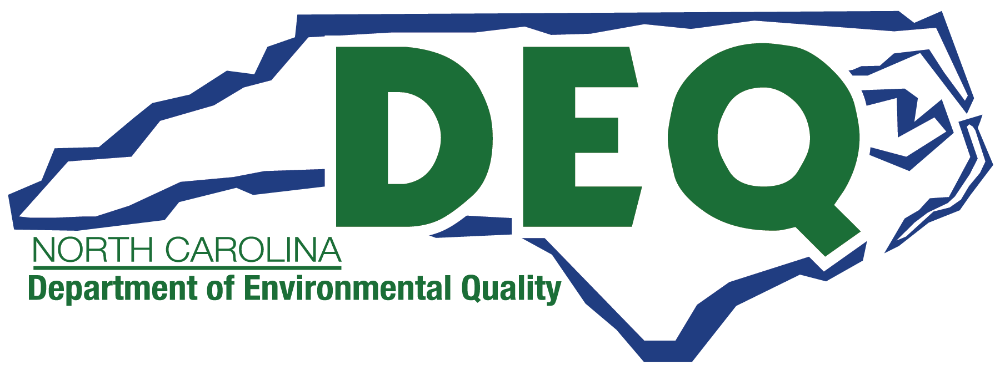 DEQ
NORTH CAROLINA
Department of Environmental Quality